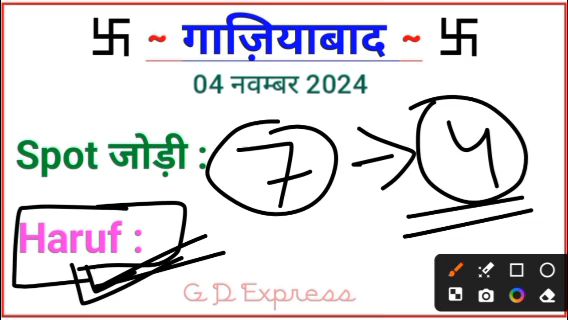 卐 ~ गाज़ियाबाद ~ 卐
04 नवम्बर 2024
Spot जोड़ी : 7 → 4
Haruf :
G D Express